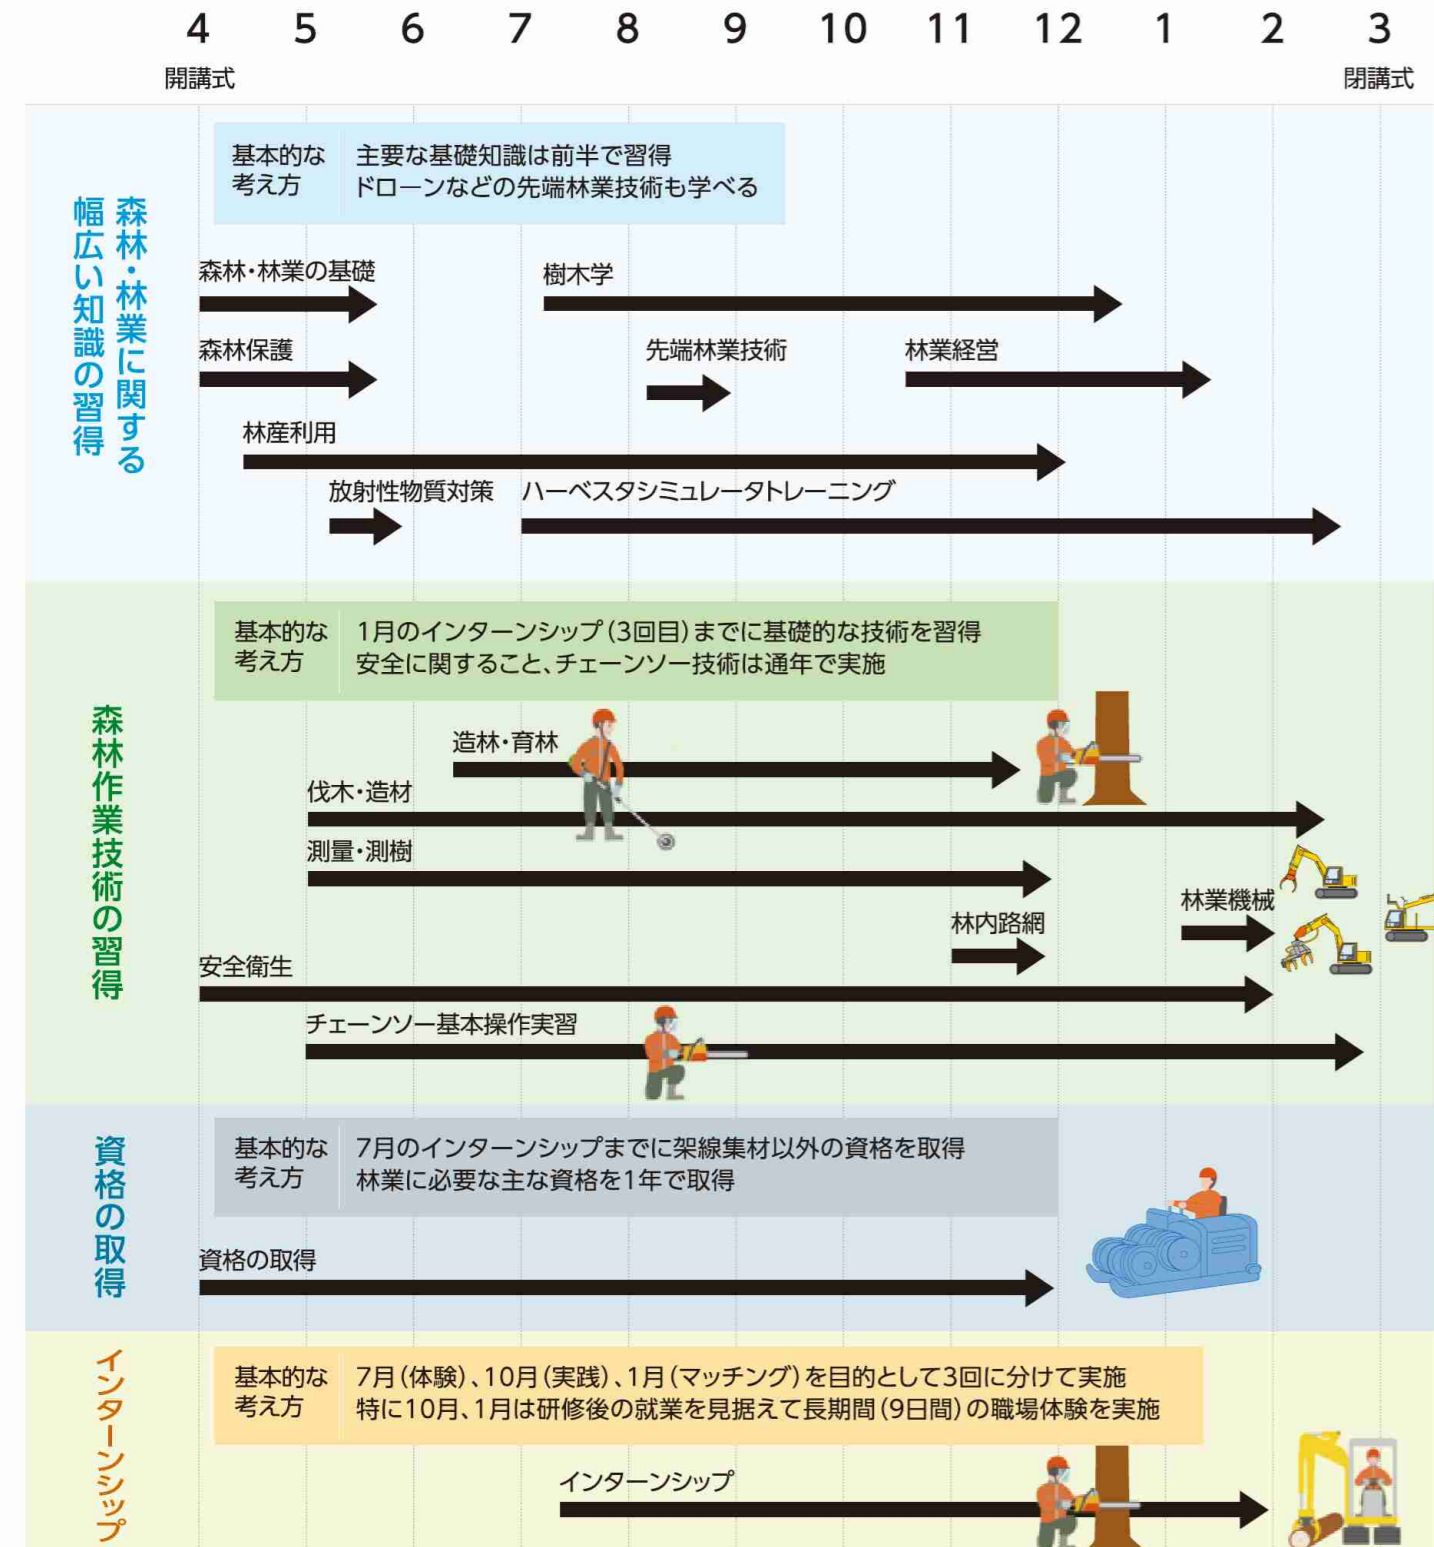 4 5 6 7 8 9 10 11 12 1 2 3
開講式
閉講式
森林・林業に関する
幅広い知識の習得
基本的な
考え方
主要な基礎知識は前半で習得
ドローンなどの先端林業技術も学べる
森林・林業の基礎
樹木学
森林保護
先端林業技術
林業経営
林産利用
放射性物質対策
ハーベスタシミュレータトレーニング
森林作業技術の習得
基本的な
考え方
1月のインターンシップ(3回目)までに基礎的な技術を習得
安全に関すること、チェーンソー技術は通年で実施
造林・育林
伐木・造材
測量・測樹
林業機械
林内路網
安全衛生
チェーンソー基本操作実習
資格の取得
基本的な
考え方
7月のインターンシップまでに架線集材以外の資格を取得
林業に必要な主な資格を1年で取得
資格の取得
インターンシップ
基本的な
考え方
7月(体験)、10月(実践)、1月(マッチング)を目的として3回に分けて実施
特に10月、1月は研修後の就業を見据えて長期間(9日間)の職場体験を実施
インターンシップ